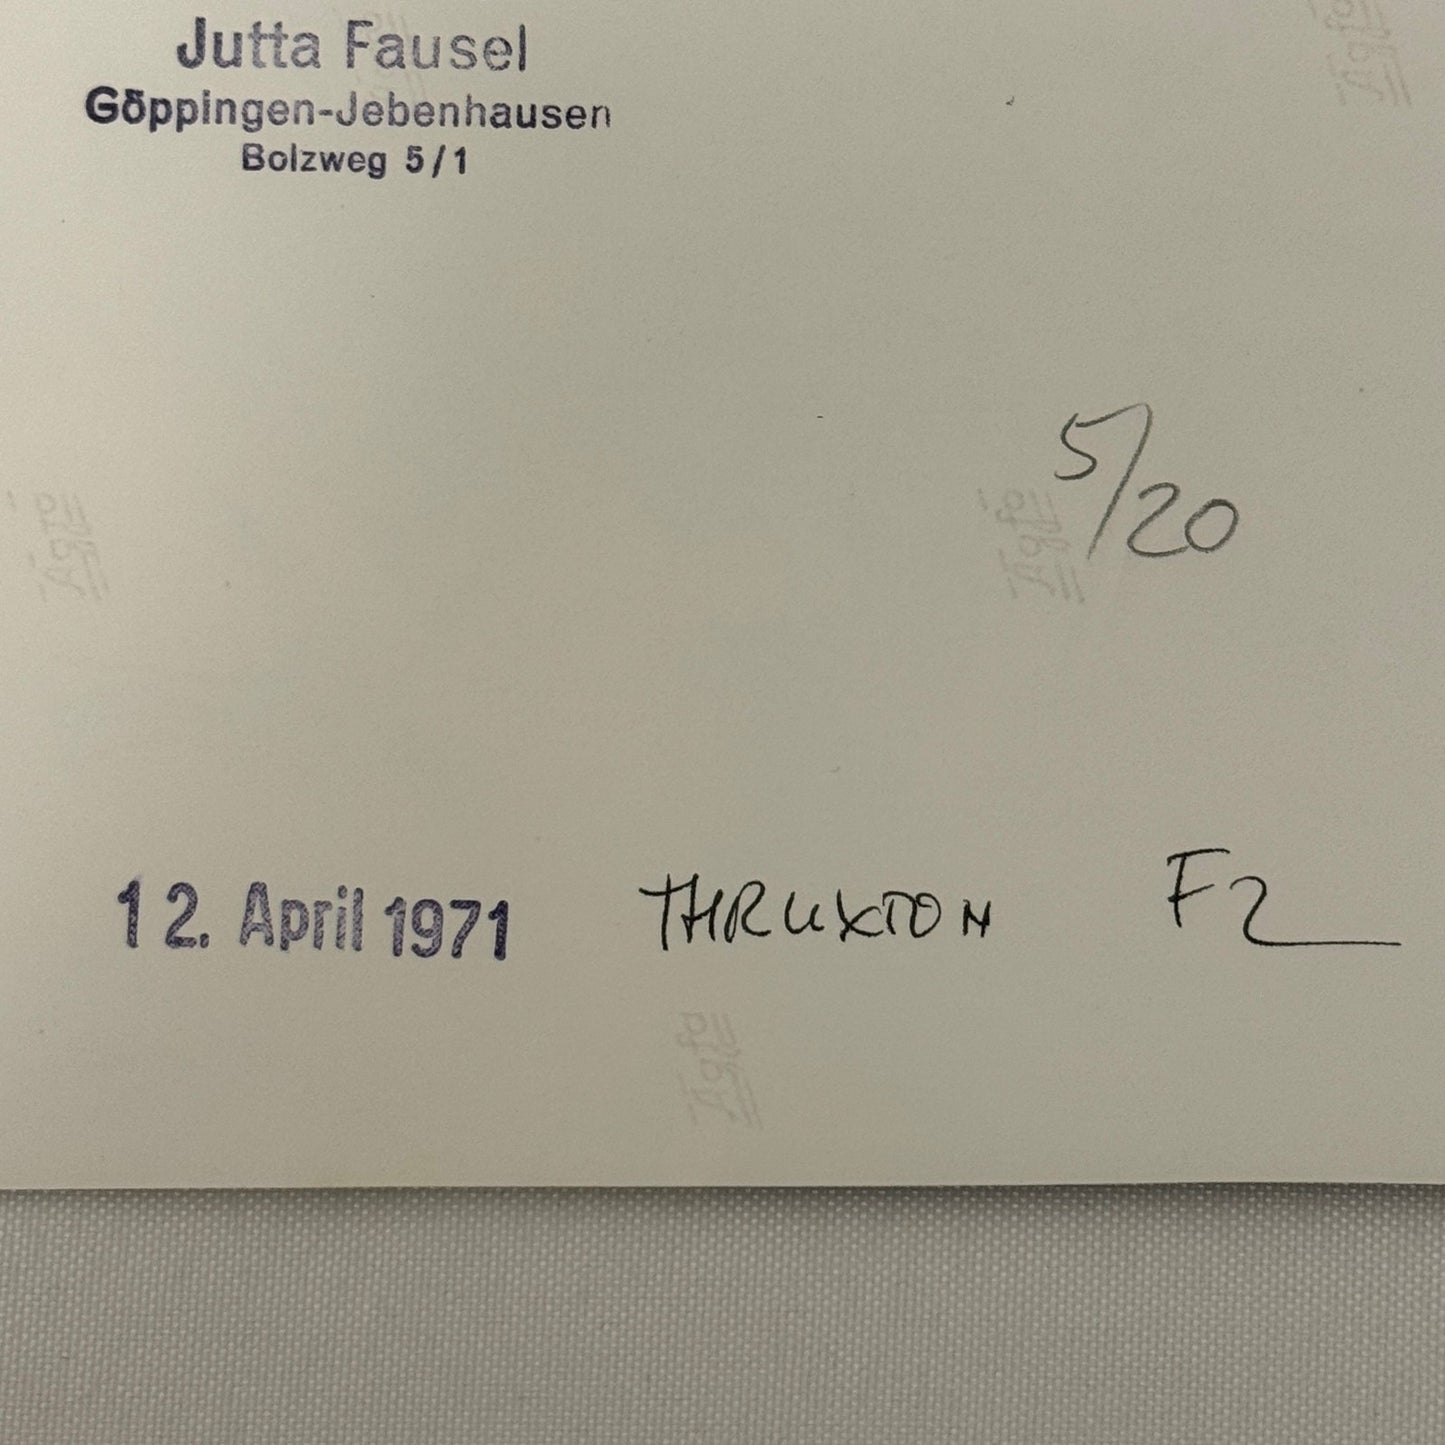 Jutta Fausel
Göppingen-Jebenhausen
Bolzweg 5/1
5/20
12. April 1971 THRUXTON F2